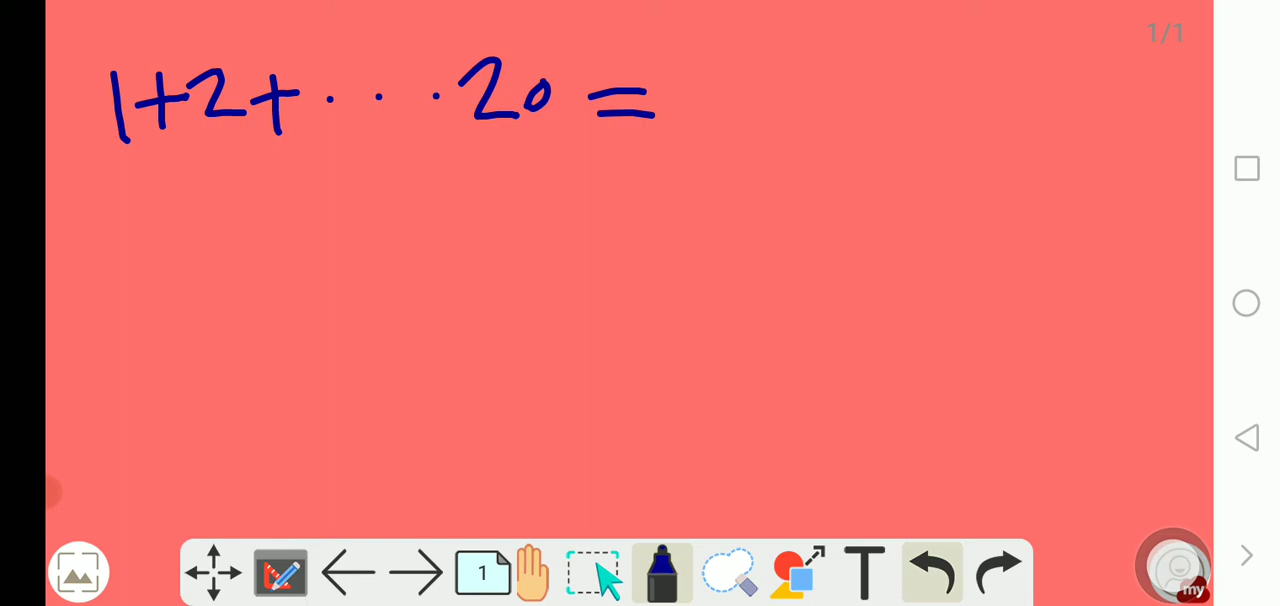 1/1
1+2+ . . . 20 =
1
T
my